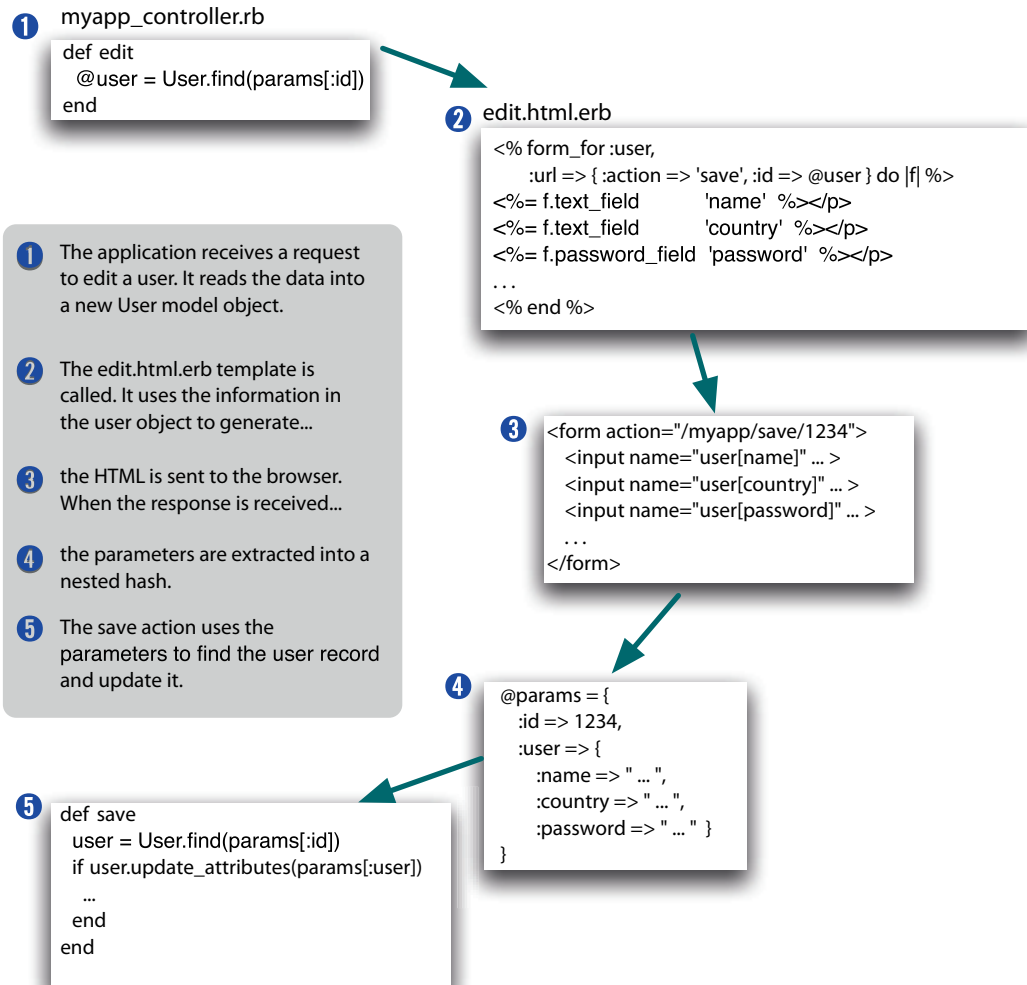 1 myapp_controller.rb
def edit
@user = User.find(params[:id])
end
2 edit.html.erb
<% form_for :user,
:url => { :action => 'save', :id => @user } do |f| %>
<%= f.text_field 'name' %></p>
<%= f.text_field 'country' %></p>
<%= f.password_field 'password' %></p>
. . .
<% end %>
1 The application receives a request
to edit a user. It reads the data into
a new User model object.
2 The edit.html.erb template is
called. It uses the information in
the user object to generate...
3 the HTML is sent to the browser.
When the response is received...
4 the parameters are extracted into a
nested hash.
5 The save action uses the
parameters to find the user record
and update it.
3
<form action="/myapp/save/1234">
<input name="user[name]" ... >
<input name="user[country]" ... >
<input name="user[password]" ... >
. . .
</form>
4
@params = {
:id => 1234,
:user => {
:name => " ... ",
:country => " ... ",
:password => " ... " }
}
5
def save
user = User.find(params[:id])
if user.update_attributes(params[:user])
...
end
end